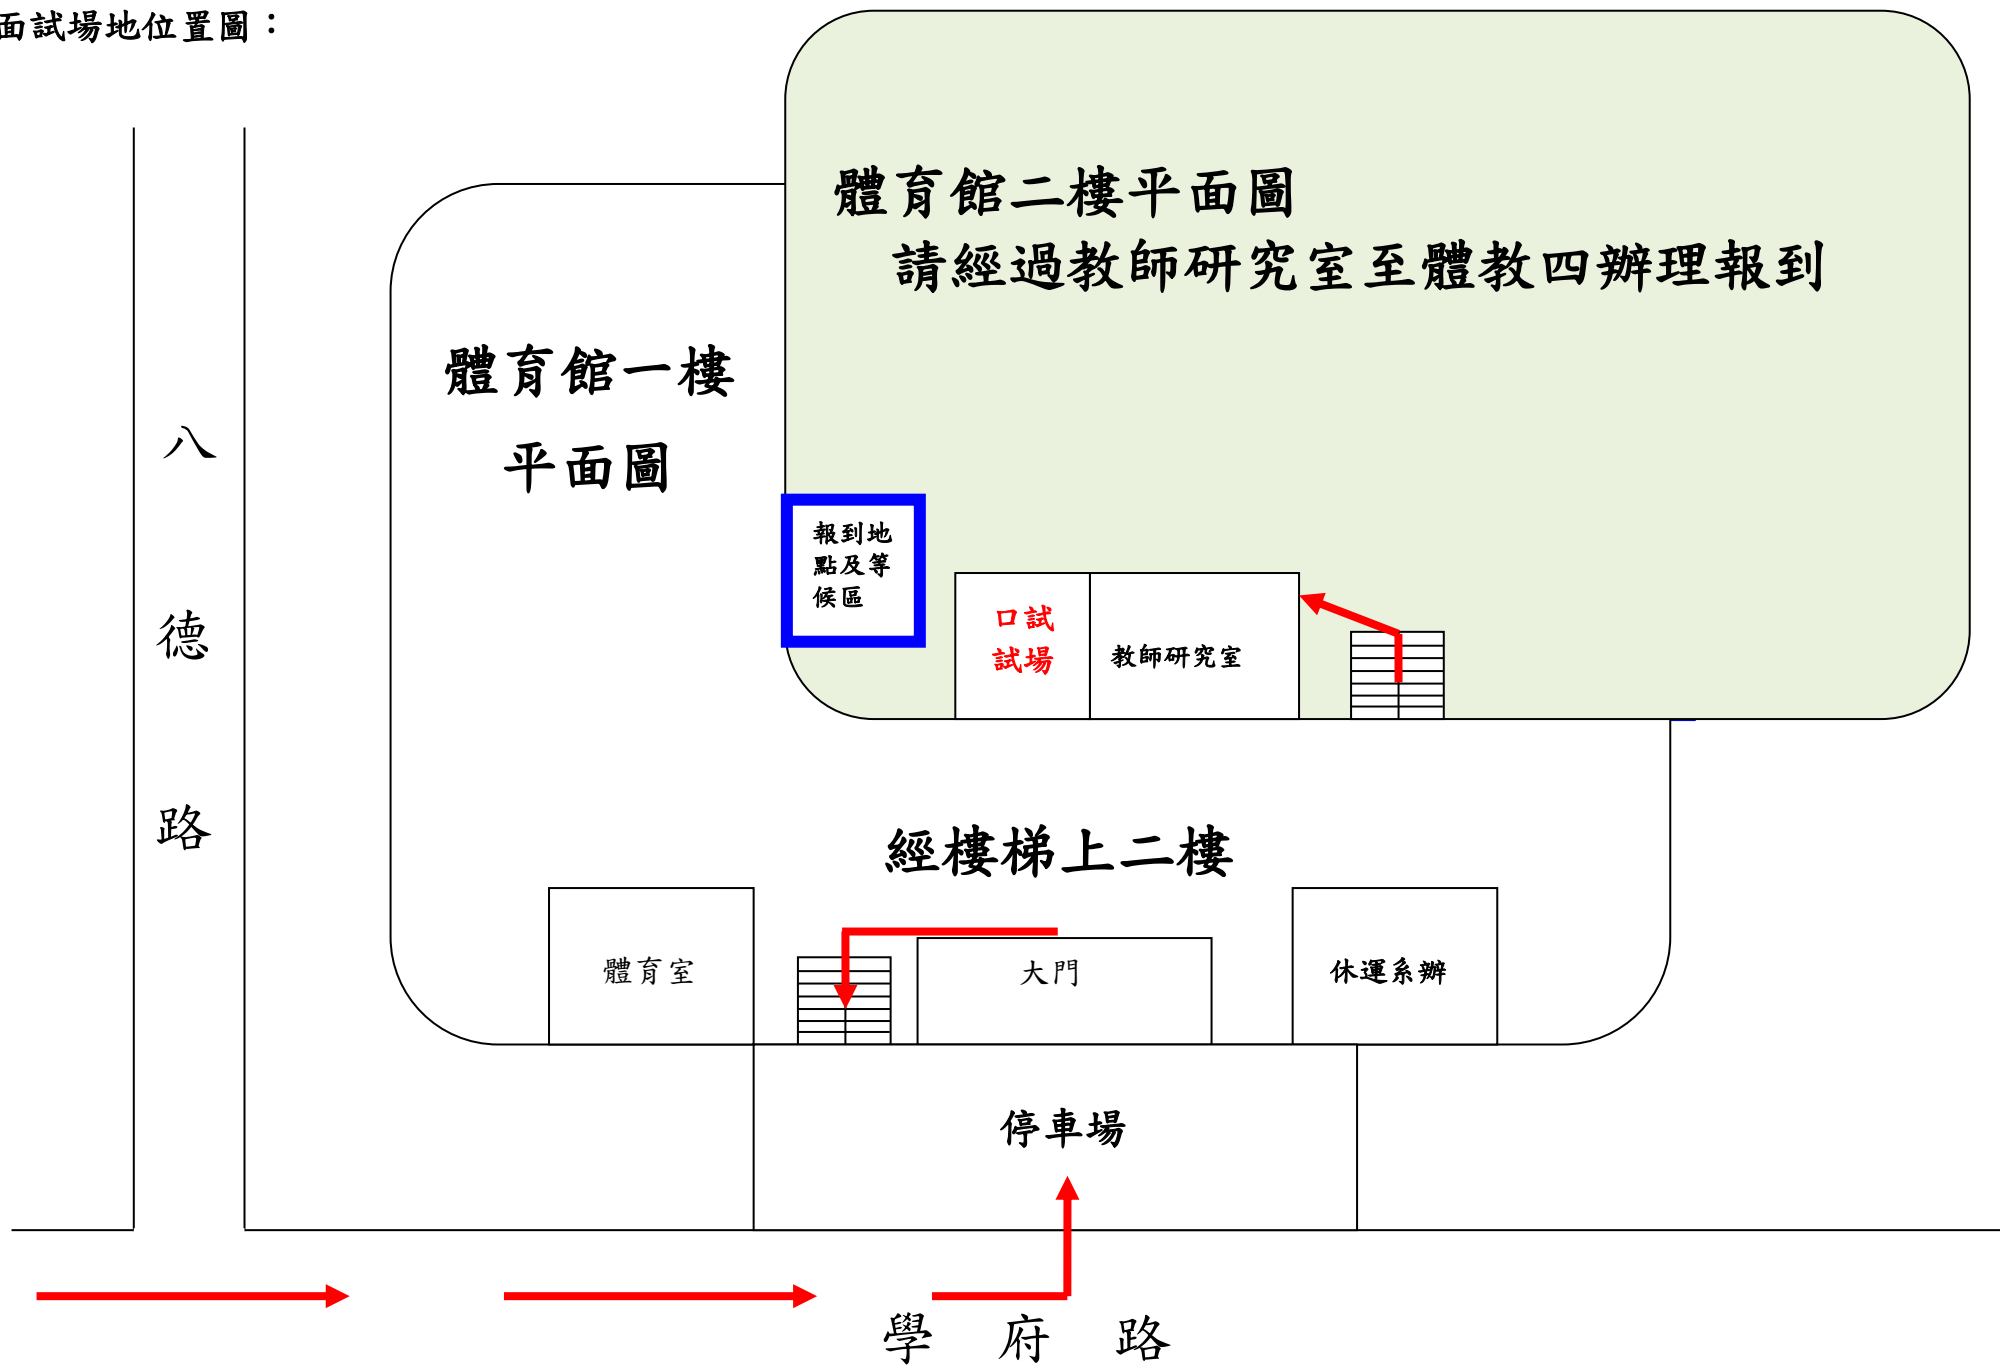 面試場地位置圖：
體育館二樓平面圖
請經過教師研究室至體教四辦理報到
體育館一樓
平面圖
報到地
點及等
候區
口試
試場
教師研究室
八
德
路
經樓梯上二樓
體育室
大門
休運系辦
停車場
學 府 路